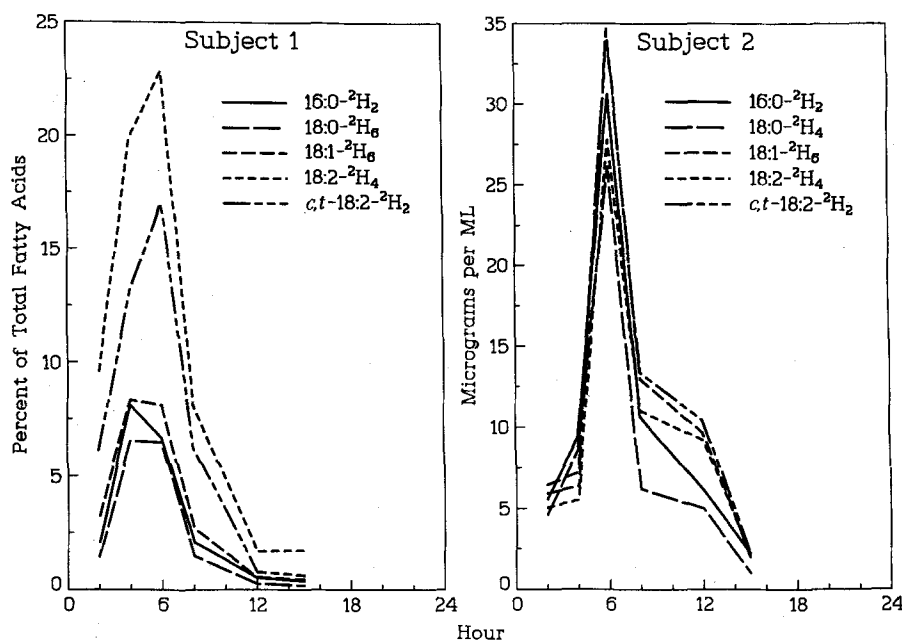 Subject 1
16:0-²H₂
18:0-²H₆
18:1-²H₆
18:2-²H₄
c,t-18:2-²H₂
Percent of Total Fatty Acids
25
20
15
10
5
0
0 6 12 18 24
Subject 2
16:0-²H₂
18:0-²H₄
18:1-²H₆
18:2-²H₄
c,t-18:2-²H₂
Micrograms per ML
35
30
25
20
15
10
5
0
0 6 12 18 24
Hour